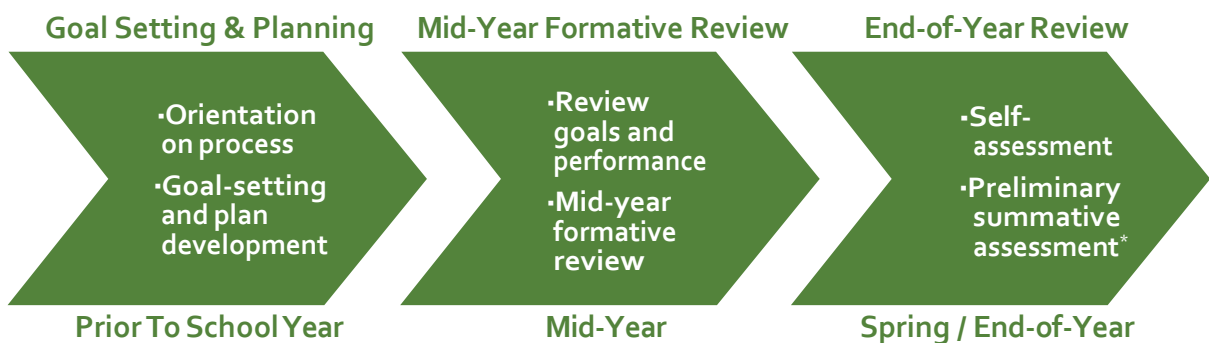 Goal Setting & Planning
▪Orientation
on process
▪Goal-setting
and plan
development
Prior To School Year
Mid-Year Formative Review
▪Review
goals and
performance
▪Mid-year
formative
review
Mid-Year
End-of-Year Review
▪Self-
assessment
▪Preliminary
summative
assessment*
Spring / End-of-Year